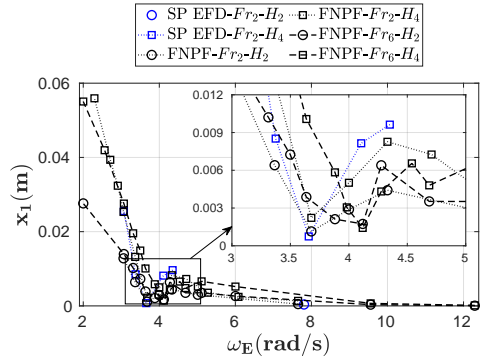 SP EFD-Fr₂-H₂
SP EFD-Fr₂-H₄
FNPF-Fr₂-H₂
FNPF-Fr₂-H₄
FNPF-Fr₆-H₂
FNPF-Fr₆-H₄
0.06
0.04
0.02
0
x₁(m)
0.012
0.009
0.006
0.003
0
3 3.5 4 4.5 5
2 4 6 8 10 12
ω_E(rad/s)